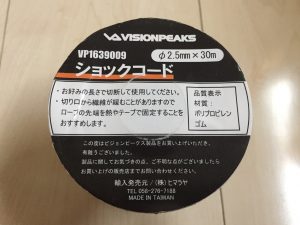 VISIONPEAKS
VP1639009
φ2.5mm×30m
ショックコード
・お好みの長さで切断して使用してください。
・切り口から繊維が緩むことがありますので
ロープの先端を熱やテープで固定することを
おすすめします。
品質表示
材質:
ポリプロピレン
ゴム
この度はビジョンピークス製品をお買い上げいただき、
有難うございました。
製品に関してお気づきの点、ご不明な点がございましたら
お買い上げの販売店までお問い合わせください。
輸入発売元/(株)ヒマラヤ
TEL 058-276-7188
MADE IN TAIWAN